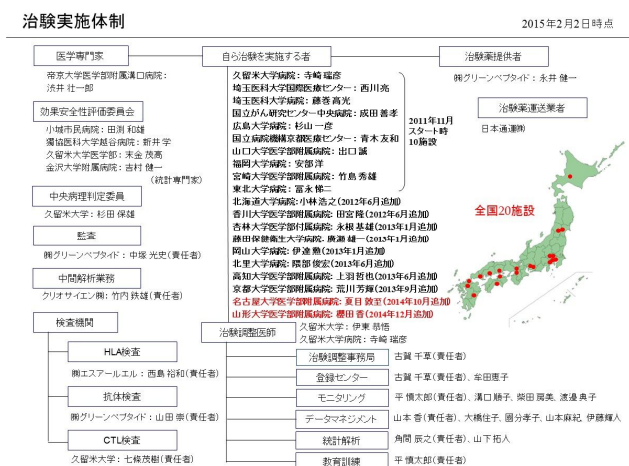 治験実施体制
2015年2月2日時点
医学専門家
帝京大学医学部附属溝口病院：
渋井 壮一郎
効果安全性評価委員会
小城市民病院：田渕 和雄
獨協医科大学越谷病院：新井 学
久留米大学医学部：末金 茂高
金沢大学附属病院：吉村 健一
（統計専門家）
中央病理判定委員
久留米大学：杉田 保雄
監査
㈱グリーンペプタイド：中塚 光史(責任者)
中間解析業務
クリオサイエン㈱：竹内 鉄雄(責任者)
検査機関
HLA検査
㈱エスアールエル：西島 裕和(責任者)
抗体検査
㈱グリーンペプタイド：山田 崇(責任者)
CTL検査
久留米大学：七條茂樹(責任者)
自ら治験を実施する者
久留米大学病院：寺崎 瑞彦
埼玉医科大学国際医療センター：西川亮
埼玉医科大学病院：藤巻 高光
国立がん研究センター中央病院：成田 善孝
広島大学病院：杉山 一彦
国立病院機構京都医療センター：青木 友和
山口大学医学部附属病院：出口 誠
福岡大学病院：安部 洋
宮崎大学医学部附属病院：竹島 秀雄
東北大学病院：冨永 悌二
2011年11月
スタート時
10施設
北海道大学病院:小林 浩之(2012年6月追加)
香川大学医学部附属病院:田宮 隆(2012年6月追加)
杏林大学医学部付属病院：永根 基雄(2013年1月追加)
藤田保健衛生大学病院：廣瀬 雄一(2013年1月追加)
岡山大学病院：伊達 勲(2013年1月追加)
北里大学病院：隈部 俊宏(2013年6月追加)
高知大学医学部附属病院：上羽 哲也(2013年6月追加)
京都大学医学部附属病院：荒川 芳輝(2013年9月追加)
名古屋大学医学部附属病院：夏目 敦至(2014年10月追加)
山形大学医学部附属病院：櫻田 香(2014年12月追加)
治験調整医師
久留米大学：伊東 恭悟
久留米大学病院：寺崎 瑞彦
治験調整事務局
古賀 千草(責任者)
登録センター
古賀 千草(責任者)、牟田恵子
モニタリング
平 慎太郎(責任者)、溝口 順子、柴田 房美、渡邉 典子
データマネジメント
山本 香(責任者)、大橋住子、圓分孝子、山本麻紀、伊藤輝人
統計解析
角間 辰之(責任者)、山下 拓人
教育訓練
平 慎太郎(責任者)
治験薬提供者
㈱グリーンペプタイド：永井 健一
治験薬運送業者
日本通運㈱
全国20施設